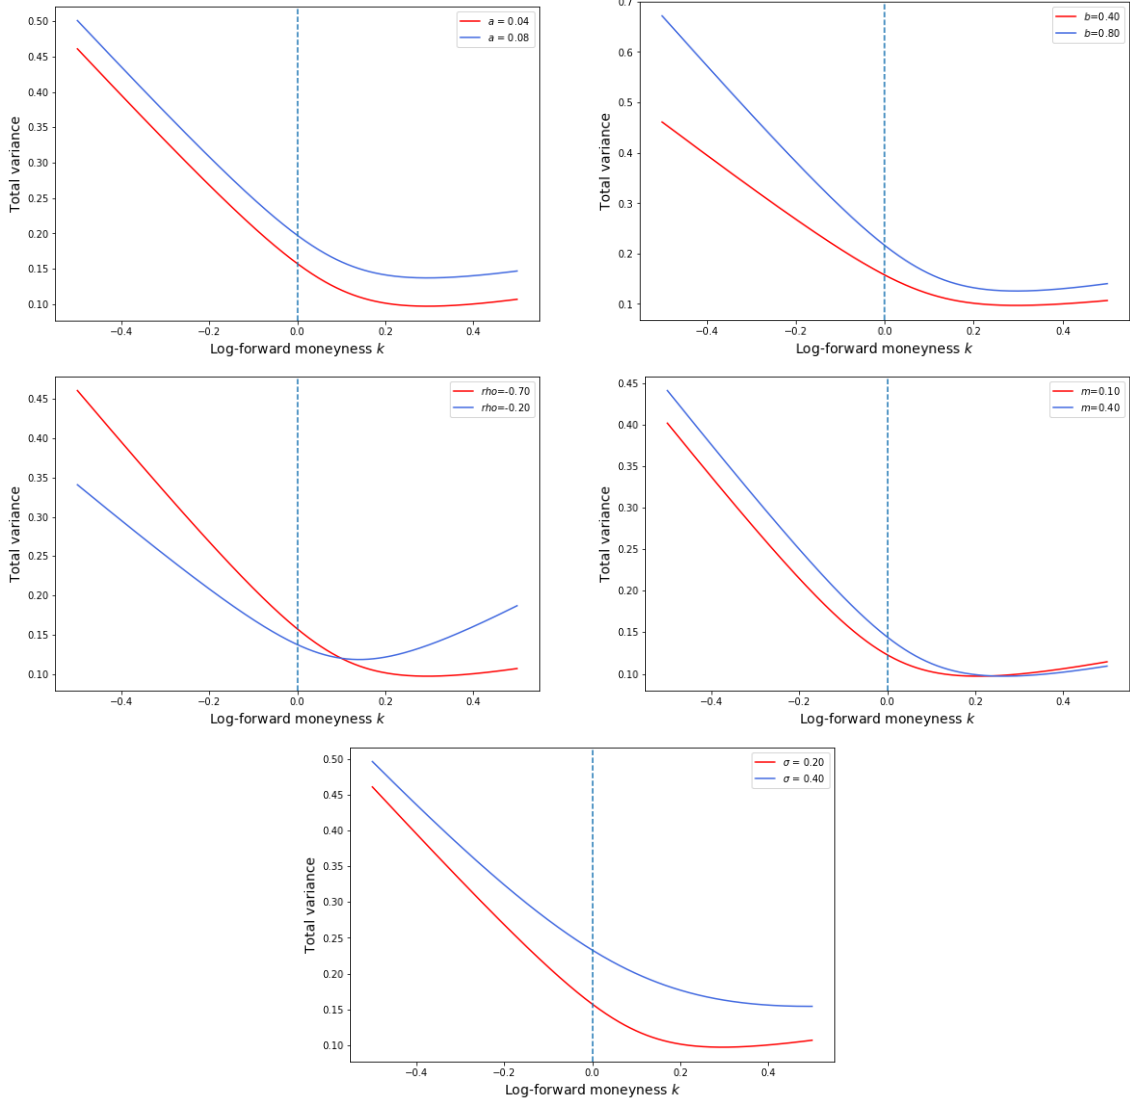 a = 0.04
a = 0.08
0.50
0.45
0.40
0.35
0.30
0.25
0.20
0.15
0.10
Total variance
−0.4 −0.2 0.0 0.2 0.4
Log-forward moneyness k
b=0.40
b=0.80
0.7
0.6
0.5
0.4
0.3
0.2
0.1
Total variance
−0.4 −0.2 0.0 0.2 0.4
Log-forward moneyness k
rho=-0.70
rho=-0.20
0.45
0.40
0.35
0.30
0.25
0.20
0.15
0.10
Total variance
−0.4 −0.2 0.0 0.2 0.4
Log-forward moneyness k
m=0.10
m=0.40
0.45
0.40
0.35
0.30
0.25
0.20
0.15
0.10
Total variance
−0.4 −0.2 0.0 0.2 0.4
Log-forward moneyness k
σ = 0.20
σ = 0.40
0.50
0.45
0.40
0.35
0.30
0.25
0.20
0.15
0.10
Total variance
−0.4 −0.2 0.0 0.2 0.4
Log-forward moneyness k